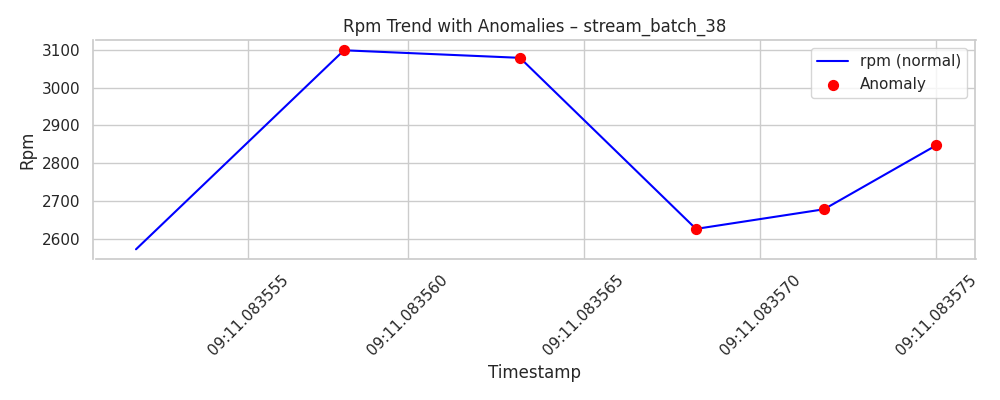 Rpm Trend with Anomalies – stream_batch_38
rpm (normal)
Anomaly
Rpm
3100
3000
2900
2800
2700
2600
09:11.083555
09:11.083560
09:11.083565
09:11.083570
09:11.083575
Timestamp